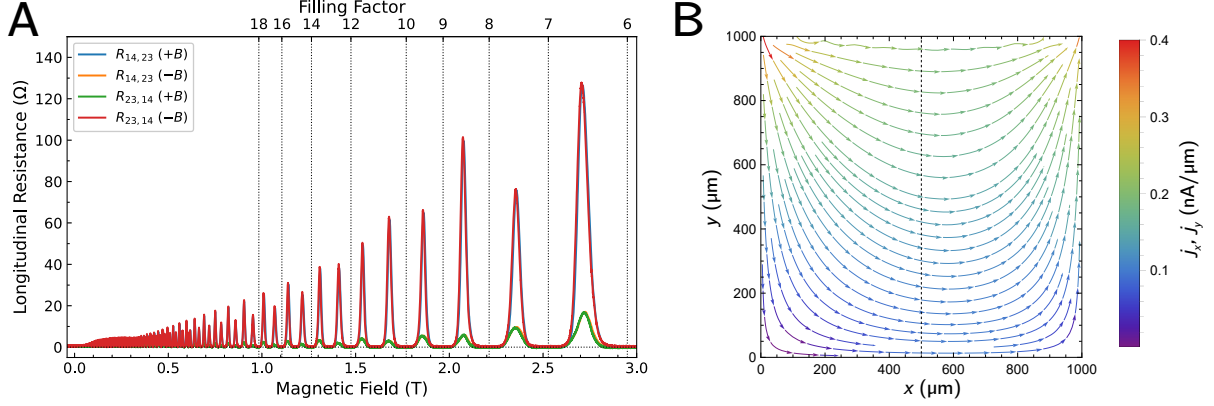 A
Filling Factor
18 16 14 12 10 9 8 7 6
140
120
100
80
60
40
20
0
Longitudinal Resistance (Ω)
R₁₄,₂₃ (+B)
R₁₄,₂₃ (−B)
R₂₃,₁₄ (+B)
R₂₃,₁₄ (−B)
0.0 0.5 1.0 1.5 2.0 2.5 3.0
Magnetic Field (T)
B
1000
800
600
400
200
0
y (μm)
0 200 400 600 800 1000
x (μm)
0.4
0.3
0.2
0.1
jₓ, jᵧ (nA/μm)